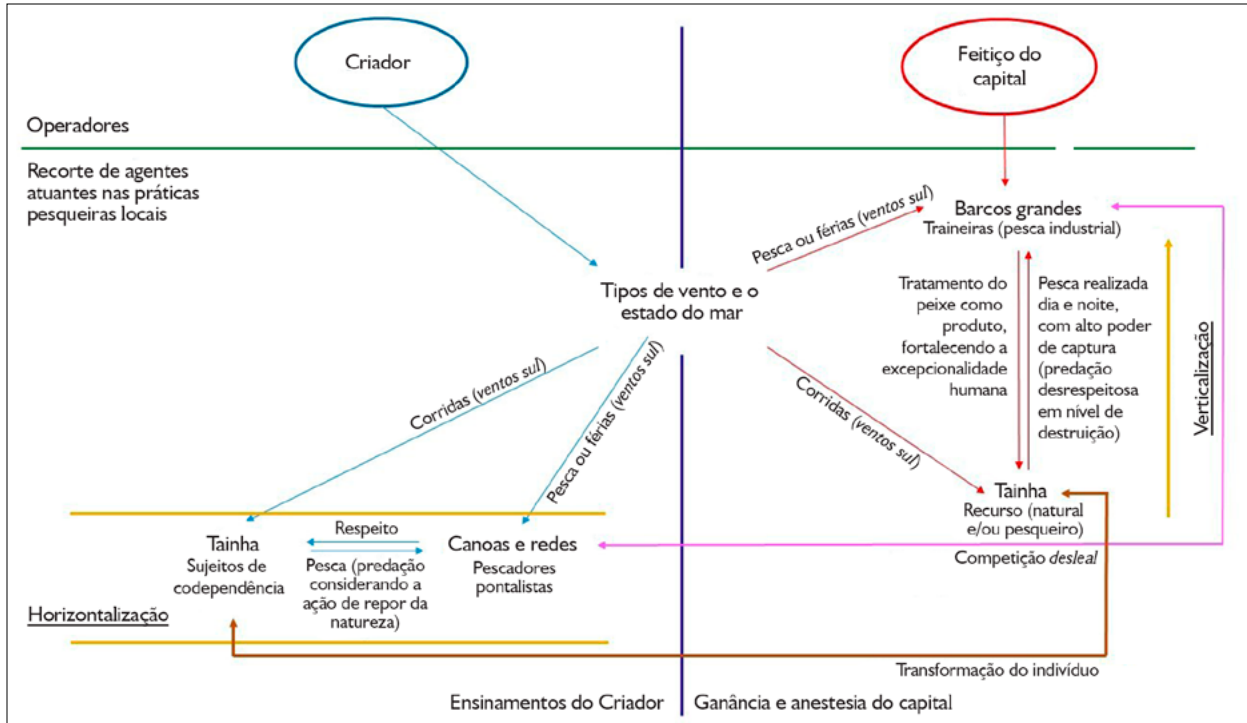 Criador
Feitiço do
capital
Operadores
Recorte de agentes
atuantes nas práticas
pesqueiras locais
Pesca ou férias (ventos sul)
Barcos grandes
Traineiras (pesca industrial)
Tipos de vento e o
estado do mar
Tratamento do
peixe como
produto,
fortalecendo a
excepcionalidade
humana
Pesca realizada
dia e noite,
com alto poder
de captura
(predação
desrespeitosa
em nível de
destruição)
Verticalização
Corridas (ventos sul)
Pesca ou férias (ventos sul)
Corridas (ventos sul)
Tainha
Recurso (natural
e/ou pesqueiro)
Competição desleal
Tainha
Sujeitos de
codependência
Respeito
Pesca (predação
considerando a
ação de repor da
natureza)
Canoas e redes
Pescadores
pontalistas
Horizontalização
Transformação do indivíduo
Ensinamentos do Criador
Ganância e anestesia do capital